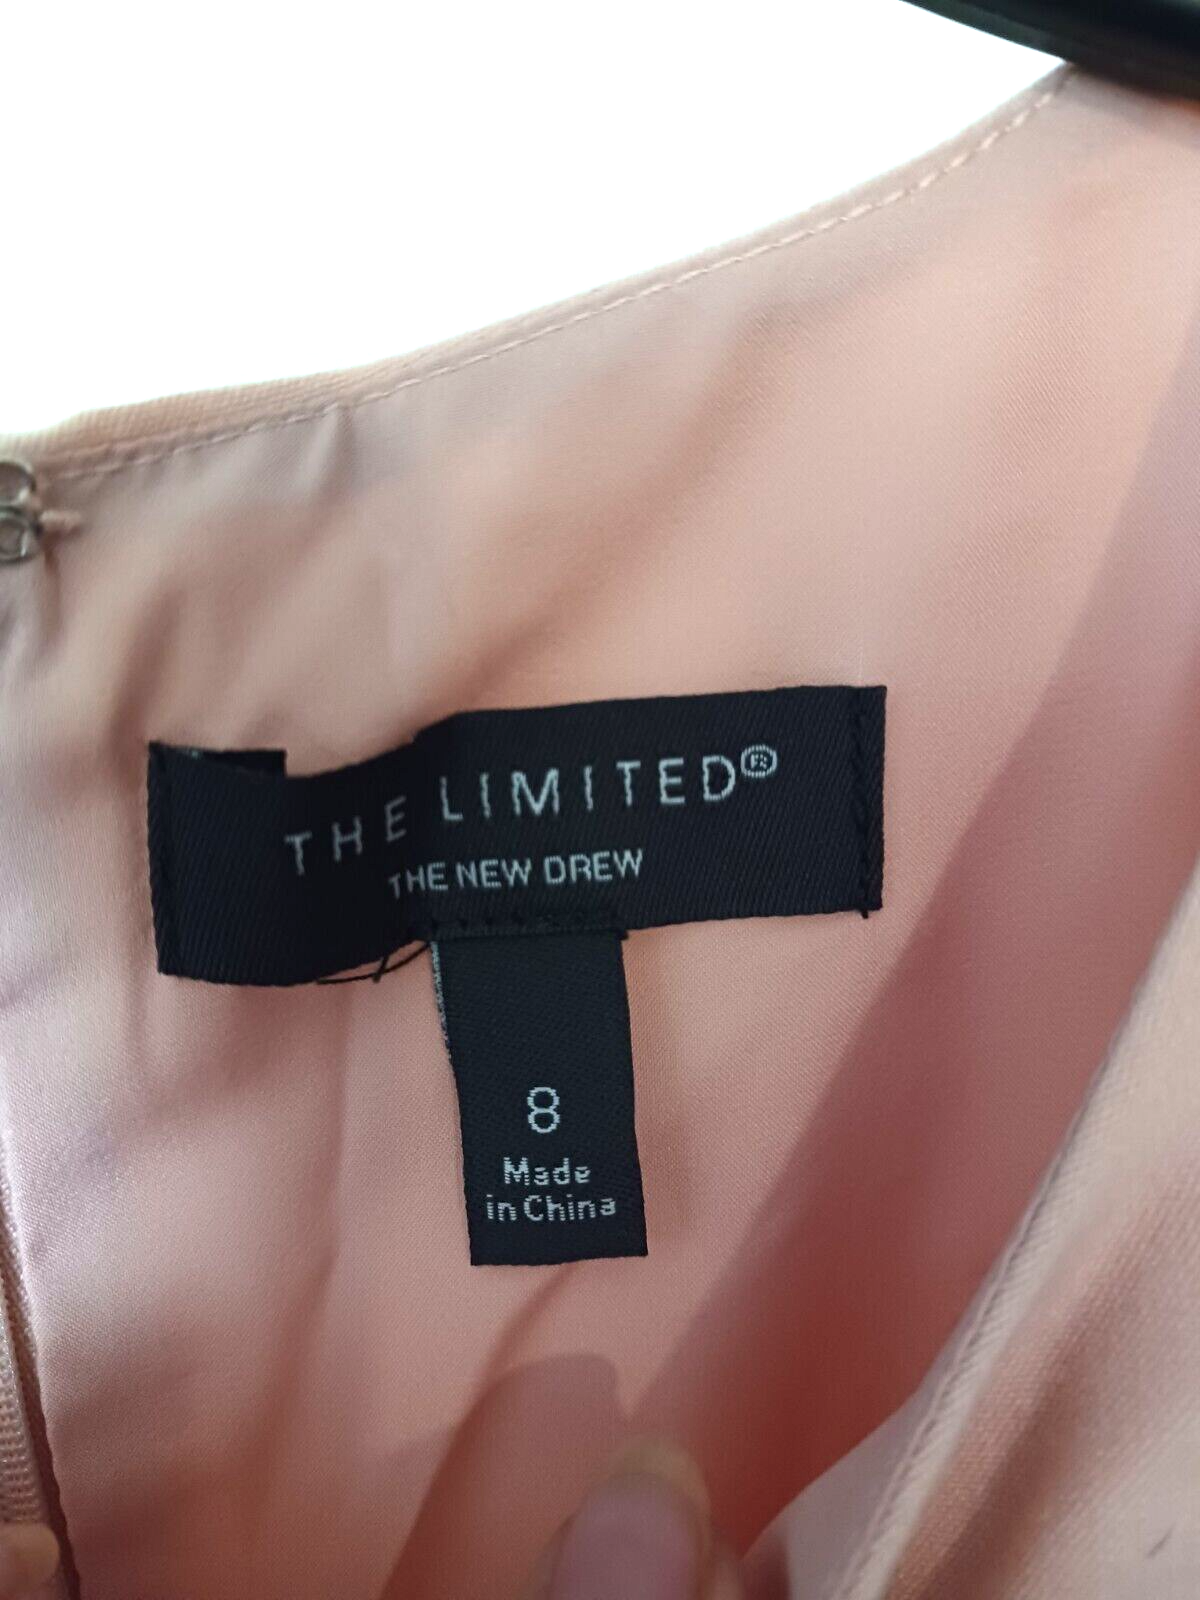 THE LIMITED®
THE NEW DREW
8
Made
in China